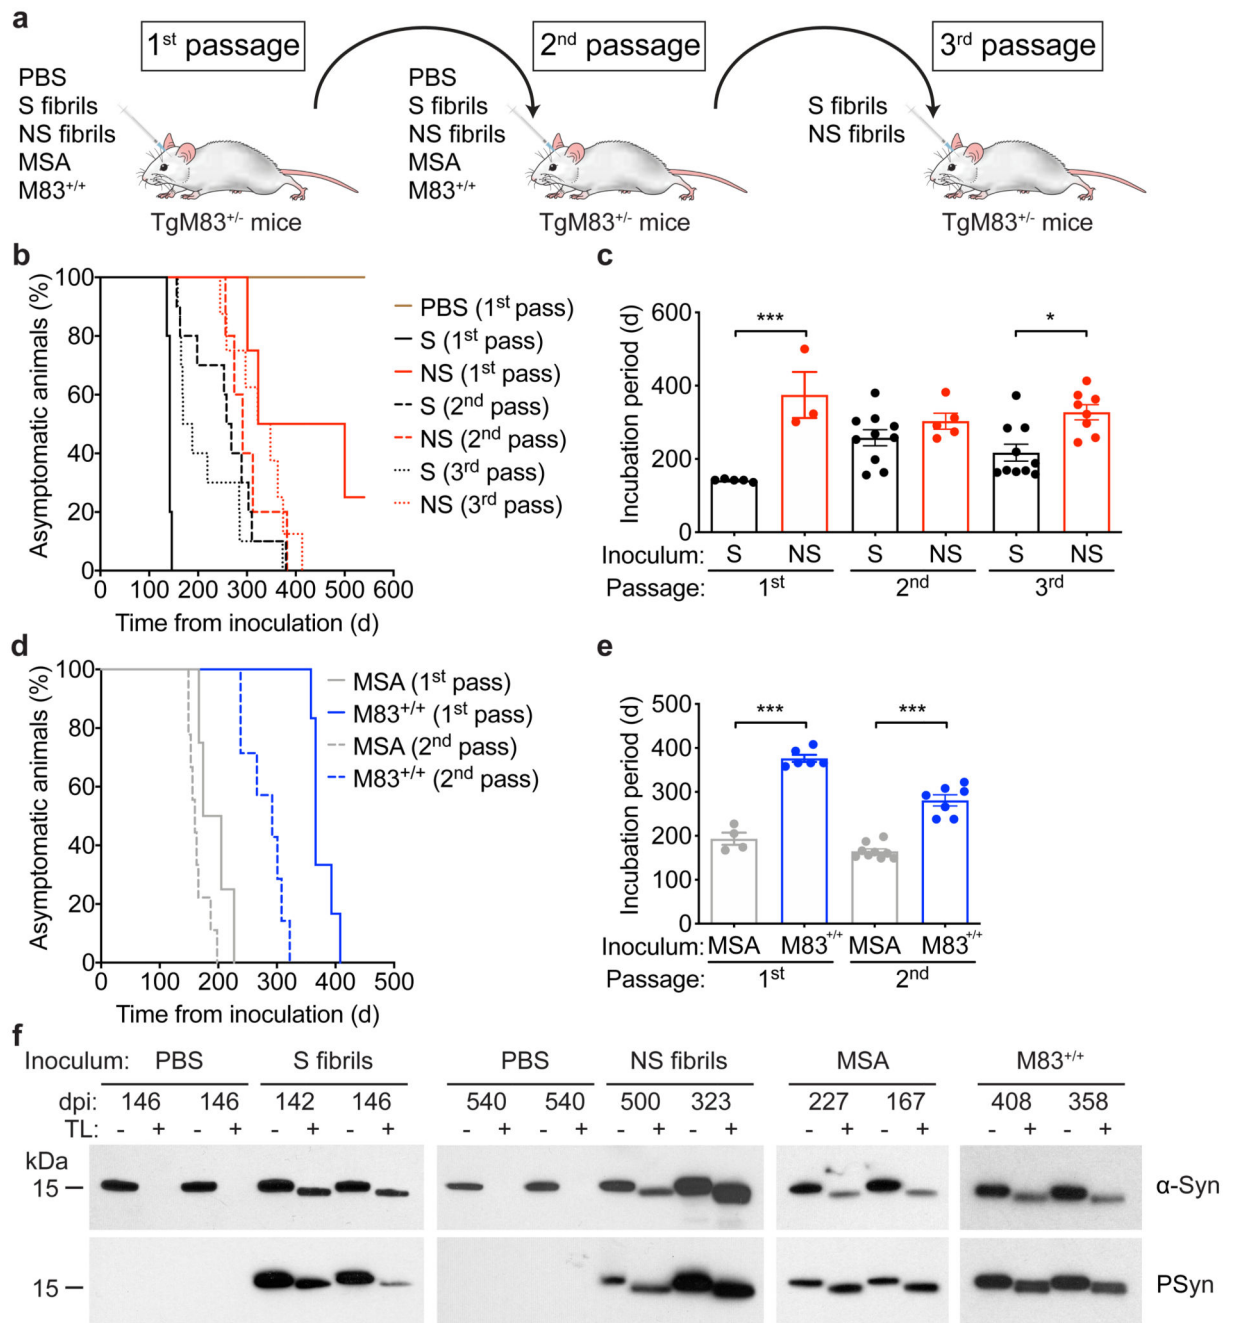 a
1st passage
2nd passage
3rd passage
PBS
S fibrils
NS fibrils
MSA
M83+/+
PBS
S fibrils
NS fibrils
MSA
M83+/+
S fibrils
NS fibrils
TgM83+/- mice
TgM83+/- mice
TgM83+/- mice
b
Asymptomatic animals (%)
100
80
60
40
20
0
0 100 200 300 400 500 600
Time from inoculation (d)
PBS (1st pass)
S (1st pass)
NS (1st pass)
S (2nd pass)
NS (2nd pass)
S (3rd pass)
NS (3rd pass)
c
Incubation period (d)
600
400
200
0
***
*
Inoculum: S NS S NS S NS
Passage: 1st 2nd 3rd
d
Asymptomatic animals (%)
100
80
60
40
20
0
0 100 200 300 400 500
Time from inoculation (d)
MSA (1st pass)
M83+/+ (1st pass)
MSA (2nd pass)
M83+/+ (2nd pass)
e
Incubation period (d)
500
400
300
200
100
0
***
***
Inoculum: MSA M83+/+ MSA M83+/+
Passage: 1st 2nd
f
Inoculum: PBS S fibrils PBS NS fibrils MSA M83+/+
dpi: 146 146 142 146 540 540 500 323 227 167 408 358
TL: - + - + - + - + - + - + - + - + - + - + - + - +
kDa
15
α-Syn
15
PSyn